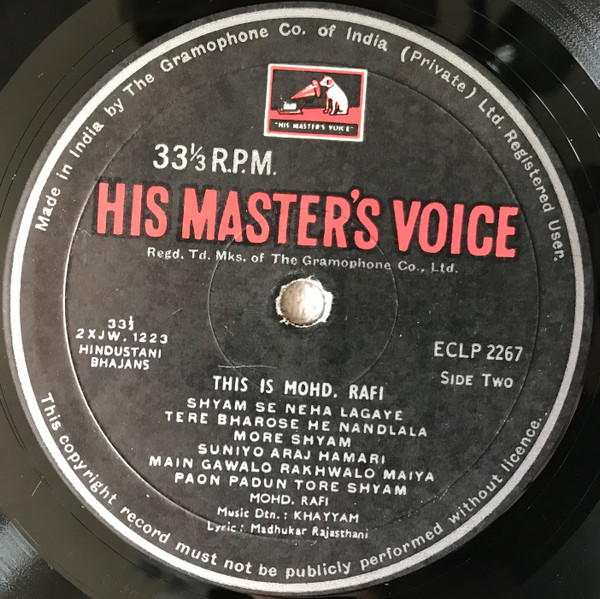 Made in India by The Gramophone Co. of India (Private) Ltd. Registered User.
"HIS MASTER'S VOICE"
33⅓ R.P.M.
HIS MASTER'S VOICE
Regd. Td. Mks. of The Gramophone Co., Ltd.
33⅓
2XJW. 1223
HINDUSTANI
BHAJANS
ECLP 2267
SIDE TWO
THIS IS MOHD. RAFI
SHYAM SE NEHA LAGAYE
TERE BHAROSE HE NANDLALA
MORE SHYAM
SUNIYO ARAJ HAMARI
MAIN GAWALO RAKHWALO MAIYA
PAON PADUN TORE SHYAM
MOHD. RAFI
Music Dtn.: KHAYYAM
Lyric: Madhukar Rajasthani
This copyright record must not be publicly performed without licence.